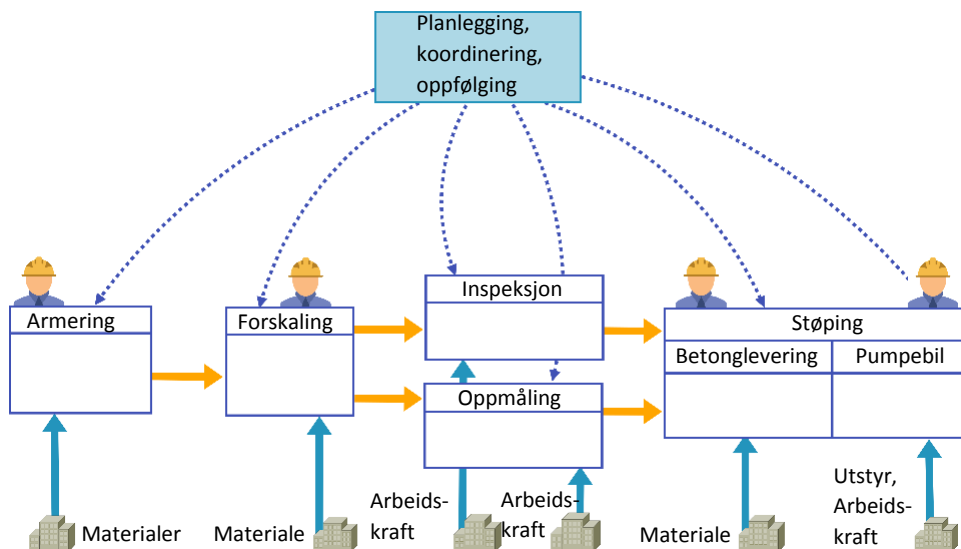 Planlegging,
koordinering,
oppfølging
Armering
Forskaling
Inspeksjon
Støping
Betonglevering
Pumpebil
Oppmåling
Materialer
Materiale
Arbeids-
kraft
Arbeids-
kraft
Materiale
Utstyr,
Arbeids-
kraft